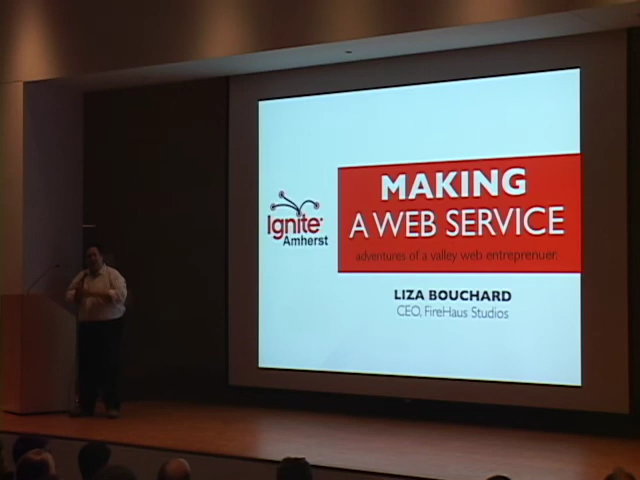 Ignite
Amherst
MAKING
A WEB SERVICE
adventures of a valley web entreprenuer.
LIZA BOUCHARD
CEO, FireHaus Studios